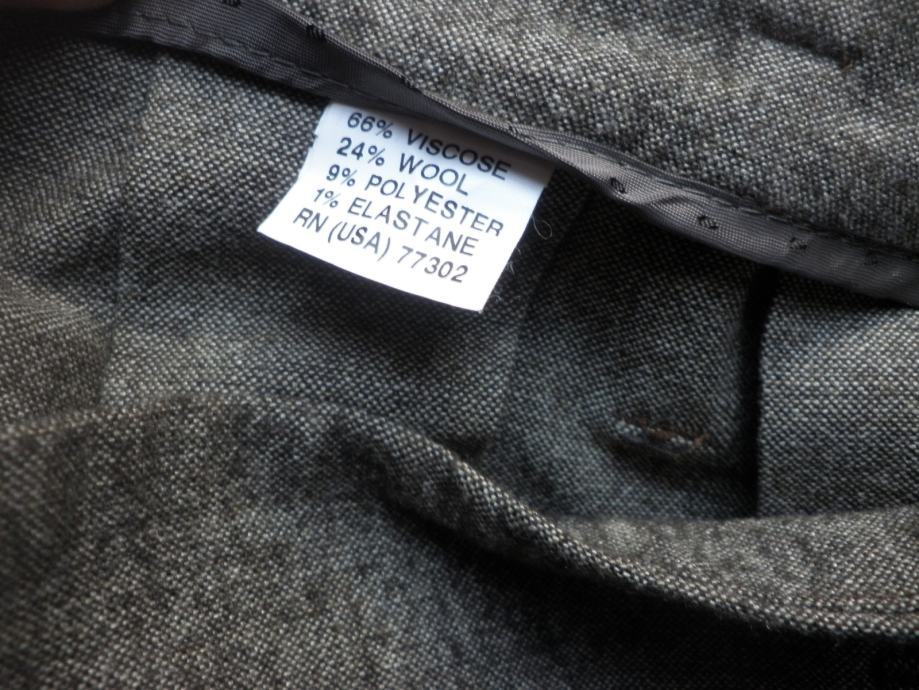 66% VISCOSE
24% WOOL
9% POLYESTER
1% ELASTANE
RN (USA) 77302